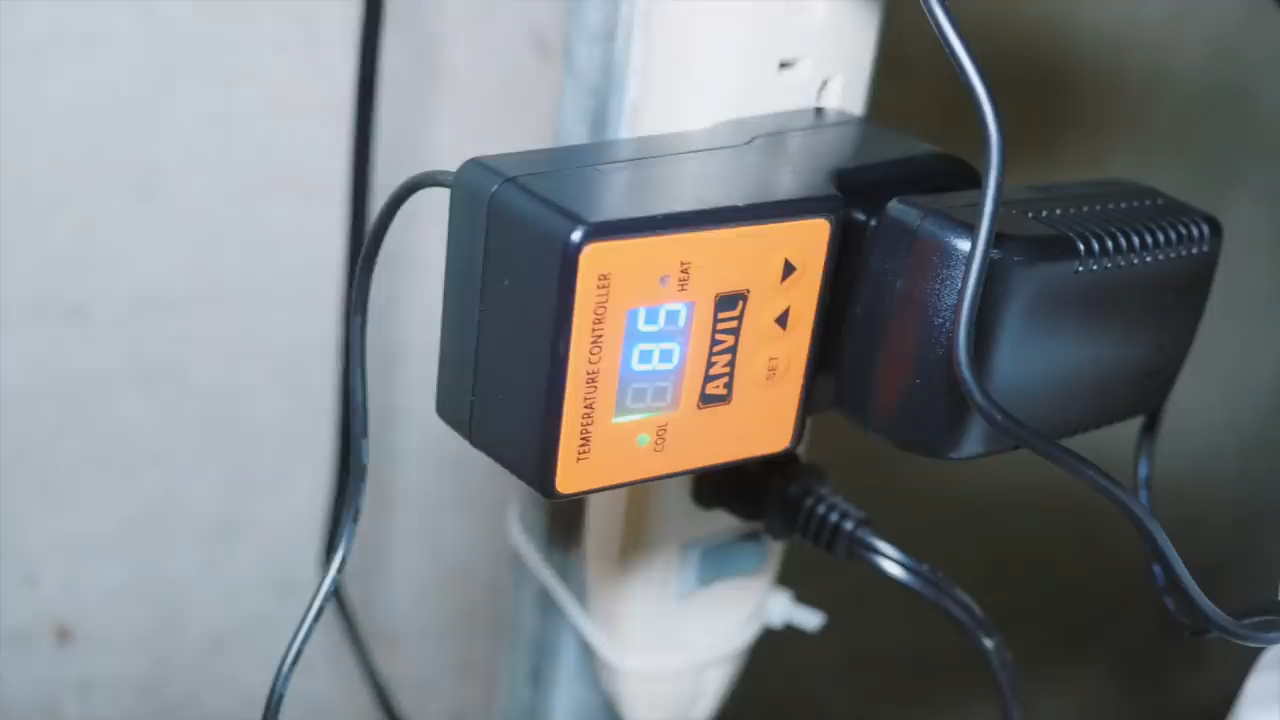 TEMPERATURE CONTROLLER
85
COOL HEAT
ANVIL
SET